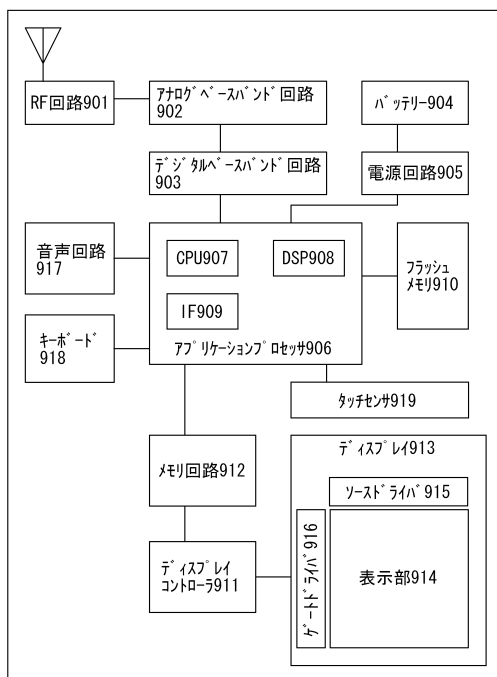 RF回路901
アナログベースバンド回路
902
バッテリー904
デジタルベースバンド回路
903
電源回路905
音声回路
917
CPU907
DSP908
フラッシュ
メモリ910
IF909
キーボード
918
アプリケーションプロセッサ906
タッチセンサ919
メモリ回路912
ディスプレイ913
ソースドライバ915
ゲートドライバ916
表示部914
ディスプレイ
コントローラ911